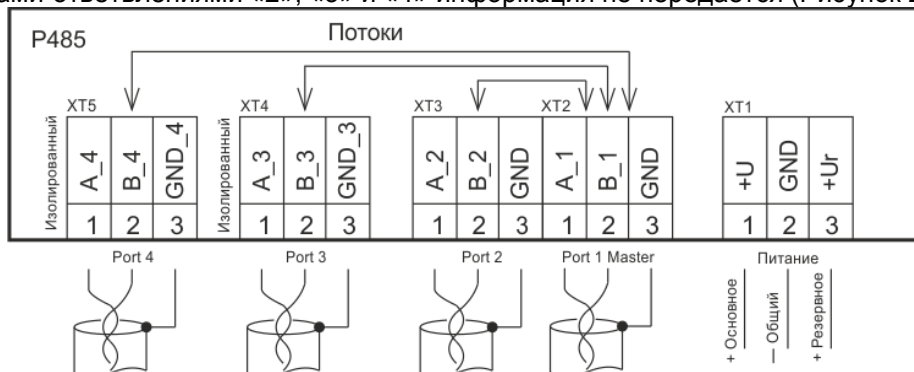 ответвлениями «2», «3» и «4» информация не передается
P485
Потоки
XT5
XT4
XT3
XT2
XT1
Изолированный
A_4
B_4
GND_4
Изолированный
A_3
B_3
GND_3
A_2
B_2
GND
A_1
B_1
GND
+U
GND
+Ur
1 2 3
1 2 3
1 2 3
1 2 3
1 2 3
Port 4
Port 3
Port 2
Port 1 Master
Питание
+ Основное
— Общий
+ Резервное